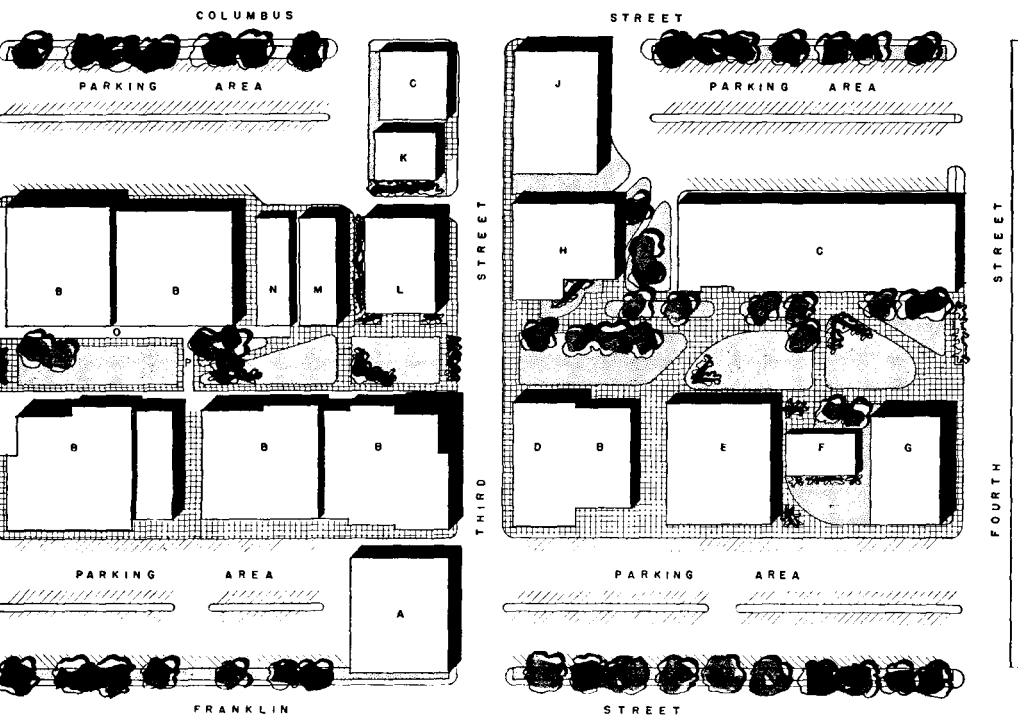 COLUMBUS STREET
PARKING AREA PARKING AREA
C J
K
STREET STREET
H C
B B N M L
O
P
B B B D B E F G
THIRD FOURTH
PARKING AREA PARKING AREA
A
FRANKLIN STREET